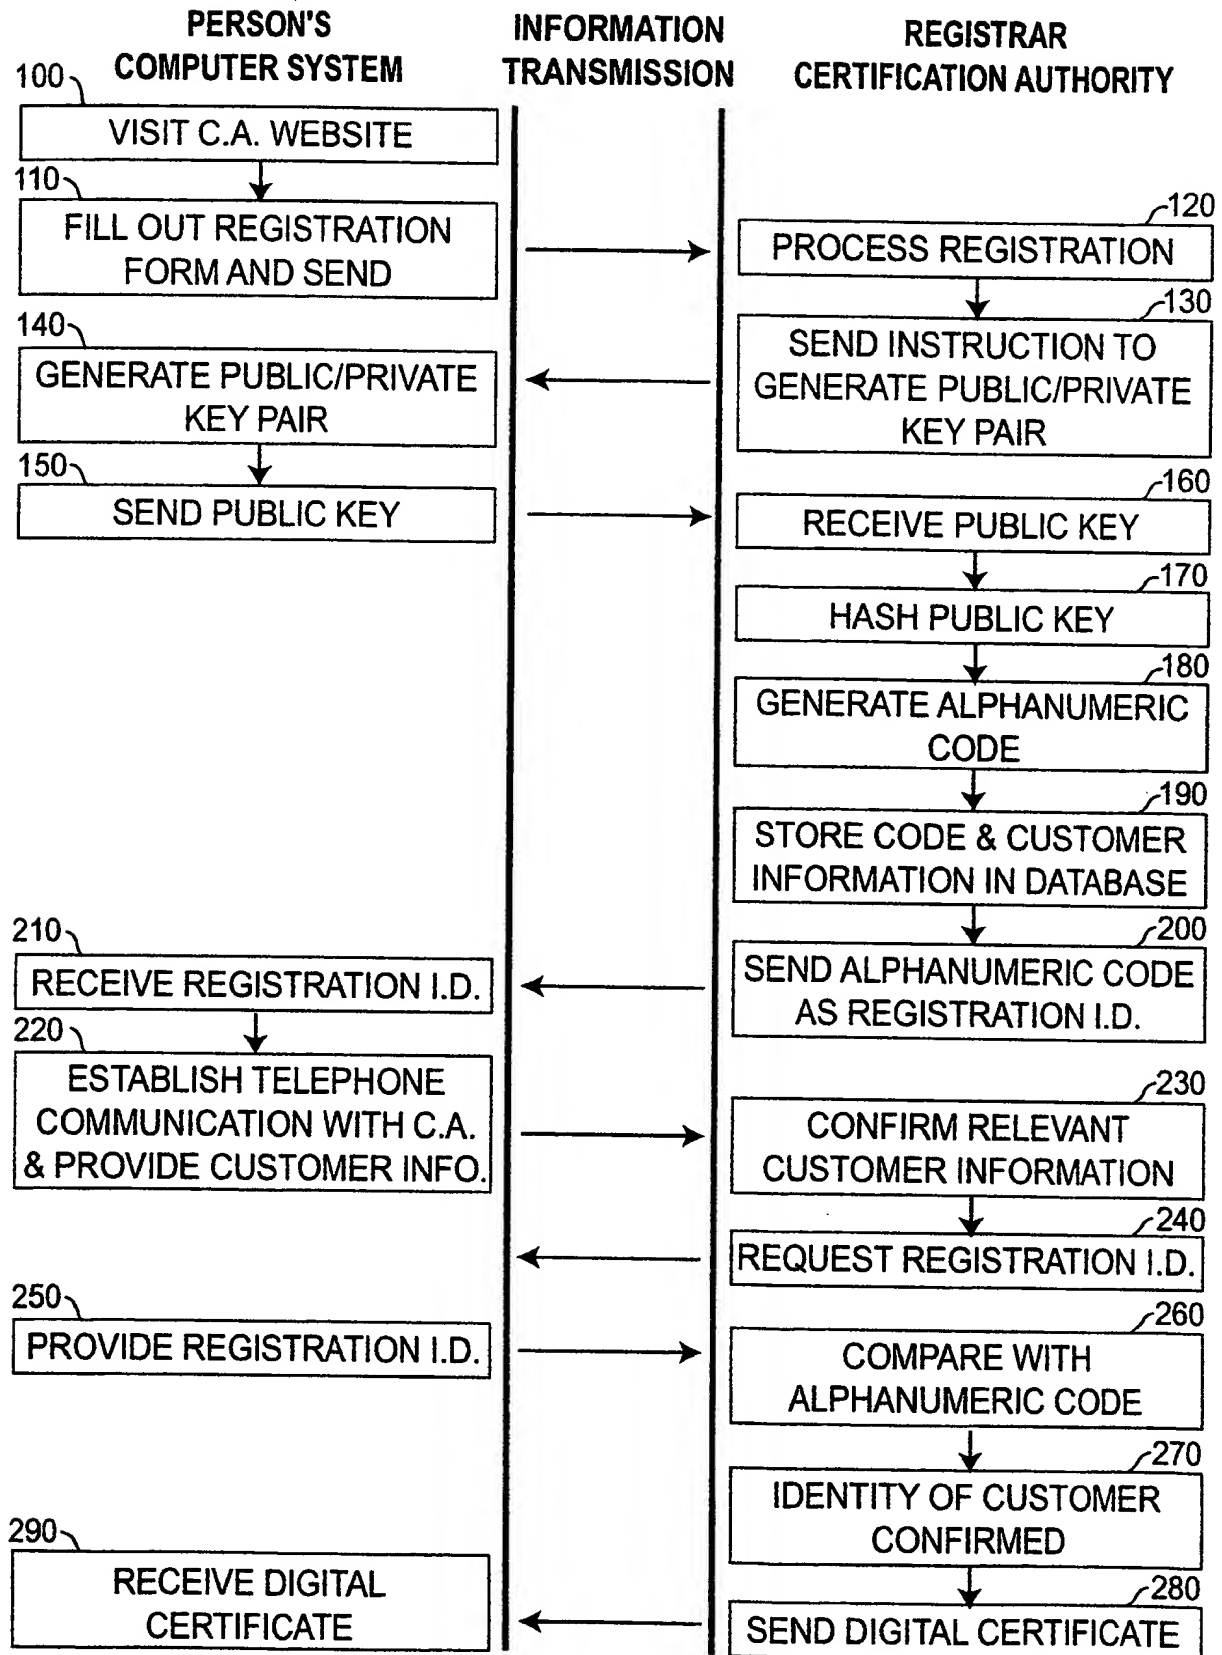 PERSON'S
COMPUTER SYSTEM
INFORMATION
TRANSMISSION
REGISTRAR
CERTIFICATION AUTHORITY
100
VISIT C.A. WEBSITE
110
FILL OUT REGISTRATION
FORM AND SEND
120
PROCESS REGISTRATION
130
SEND INSTRUCTION TO
GENERATE PUBLIC/PRIVATE
KEY PAIR
140
GENERATE PUBLIC/PRIVATE
KEY PAIR
150
SEND PUBLIC KEY
160
RECEIVE PUBLIC KEY
170
HASH PUBLIC KEY
180
GENERATE ALPHANUMERIC
CODE
190
STORE CODE & CUSTOMER
INFORMATION IN DATABASE
200
SEND ALPHANUMERIC CODE
AS REGISTRATION I.D.
210
RECEIVE REGISTRATION I.D.
220
ESTABLISH TELEPHONE
COMMUNICATION WITH C.A.
& PROVIDE CUSTOMER INFO.
230
CONFIRM RELEVANT
CUSTOMER INFORMATION
240
REQUEST REGISTRATION I.D.
250
PROVIDE REGISTRATION I.D.
260
COMPARE WITH
ALPHANUMERIC CODE
270
IDENTITY OF CUSTOMER
CONFIRMED
280
SEND DIGITAL CERTIFICATE
290
RECEIVE DIGITAL
CERTIFICATE